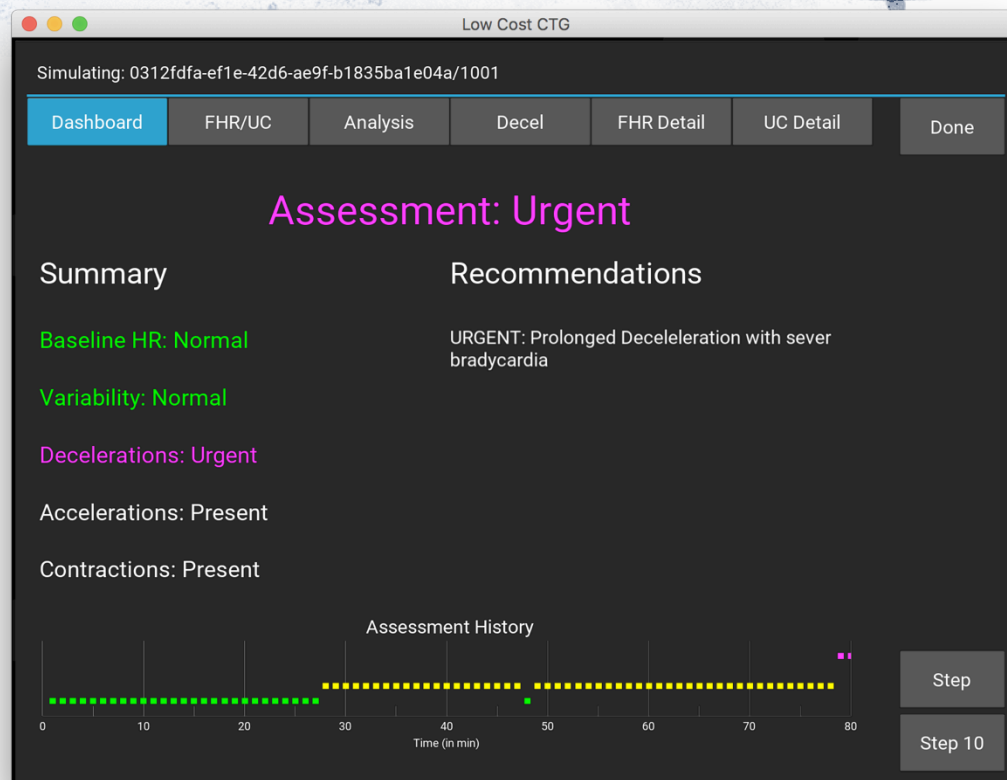 Low Cost CTG
Simulating: 0312fdfa-ef1e-42d6-ae9f-b1835ba1e04a/1001
Dashboard FHR/UC Analysis Decel FHR Detail UC Detail Done
Assessment: Urgent
Summary
Baseline HR: Normal
Variability: Normal
Decelerations: Urgent
Accelerations: Present
Contractions: Present
Recommendations
URGENT: Prolonged Deceleleration with sever
bradycardia
Assessment History
0 10 20 30 40 50 60 70 80
Time (in min)
Step
Step 10